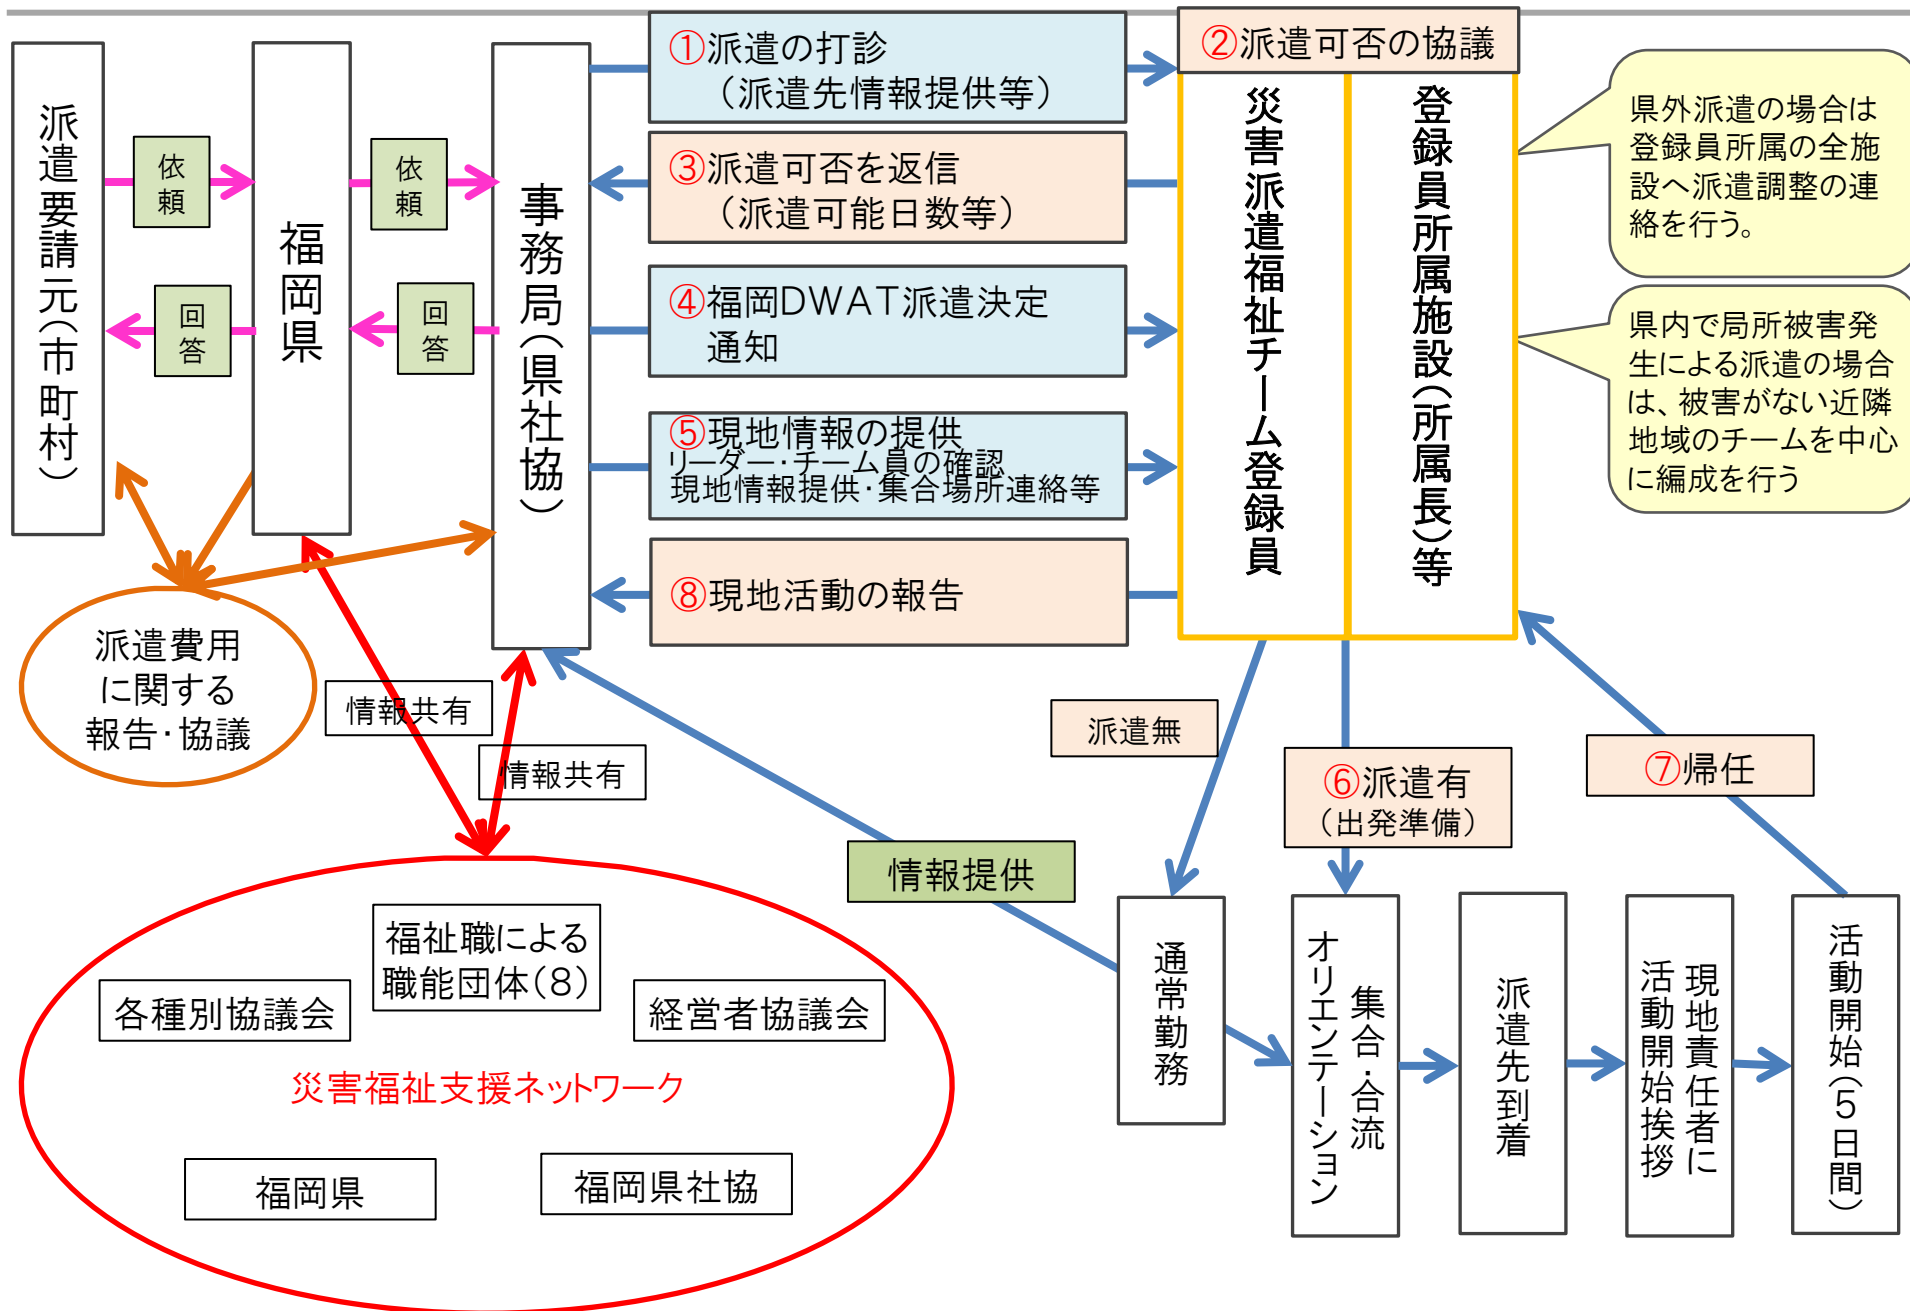 派遣要請元（市町村）
依頼
回答
福岡県
依頼
回答
事務局（県社協）
①派遣の打診
（派遣先情報提供等）
③派遣可否を返信
（派遣可能日数等）
④福岡DWAT派遣決定
通知
⑤現地情報の提供
リーダー・チーム員の確認
現地情報提供・集合場所連絡等
⑧現地活動の報告
②派遣可否の協議
災害派遣福祉チーム登録員
登録員所属施設（所属長）等
県外派遣の場合は
登録員所属の全施
設へ派遣調整の連
絡を行う。
県内で局所被害発
生による派遣の場合
は、被害がない近隣
地域のチームを中心
に編成を行う
派遣費用
に関する
報告・協議
情報共有
情報共有
派遣無
⑥派遣有
（出発準備）
⑦帰任
情報提供
福祉職による
職能団体（８）
各種別協議会
経営者協議会
災害福祉支援ネットワーク
福岡県
福岡県社協
通常勤務
集合・合流
オリエンテーション
派遣先到着
現地責任者に
活動開始挨拶
活動開始（５日間）